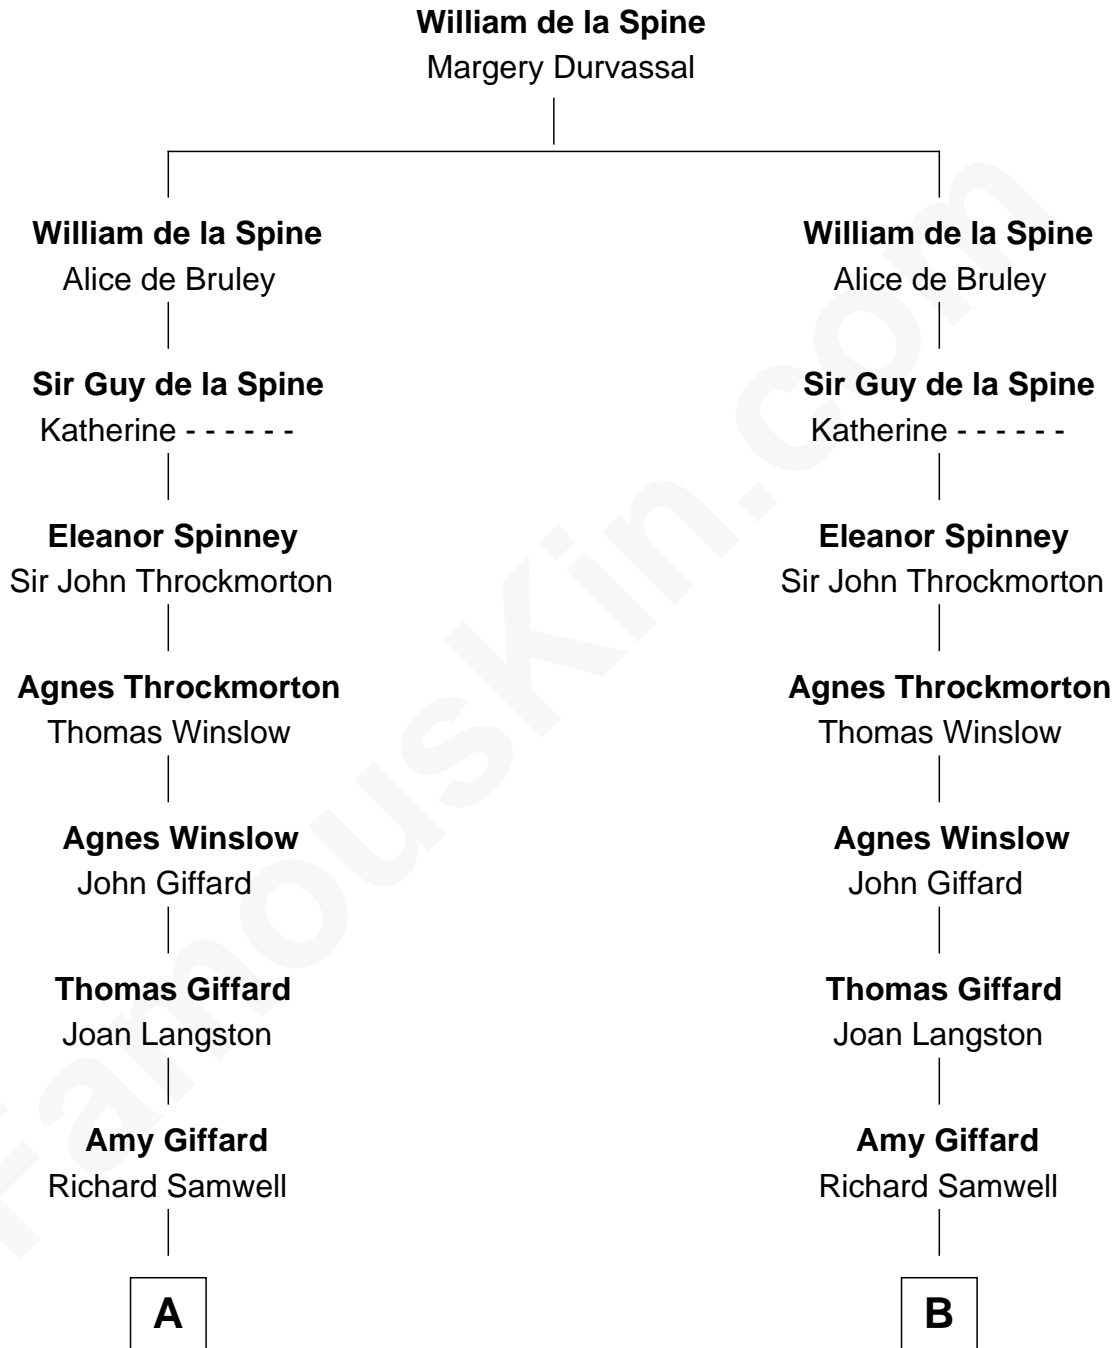 William de la Spine
Margery Durvassal
William de la Spine
Alice de Bruley
Sir Guy de la Spine
Katherine - - - - - -
Eleanor Spinney
Sir John Throckmorton
Agnes Throckmorton
Thomas Winslow
Agnes Winslow
John Giffard
Thomas Giffard
Joan Langston
Amy Giffard
Richard Samwell
A
William de la Spine
Alice de Bruley
Sir Guy de la Spine
Katherine - - - - - -
Eleanor Spinney
Sir John Throckmorton
Agnes Throckmorton
Thomas Winslow
Agnes Winslow
John Giffard
Thomas Giffard
Joan Langston
Amy Giffard
Richard Samwell
B
FamousKin.com